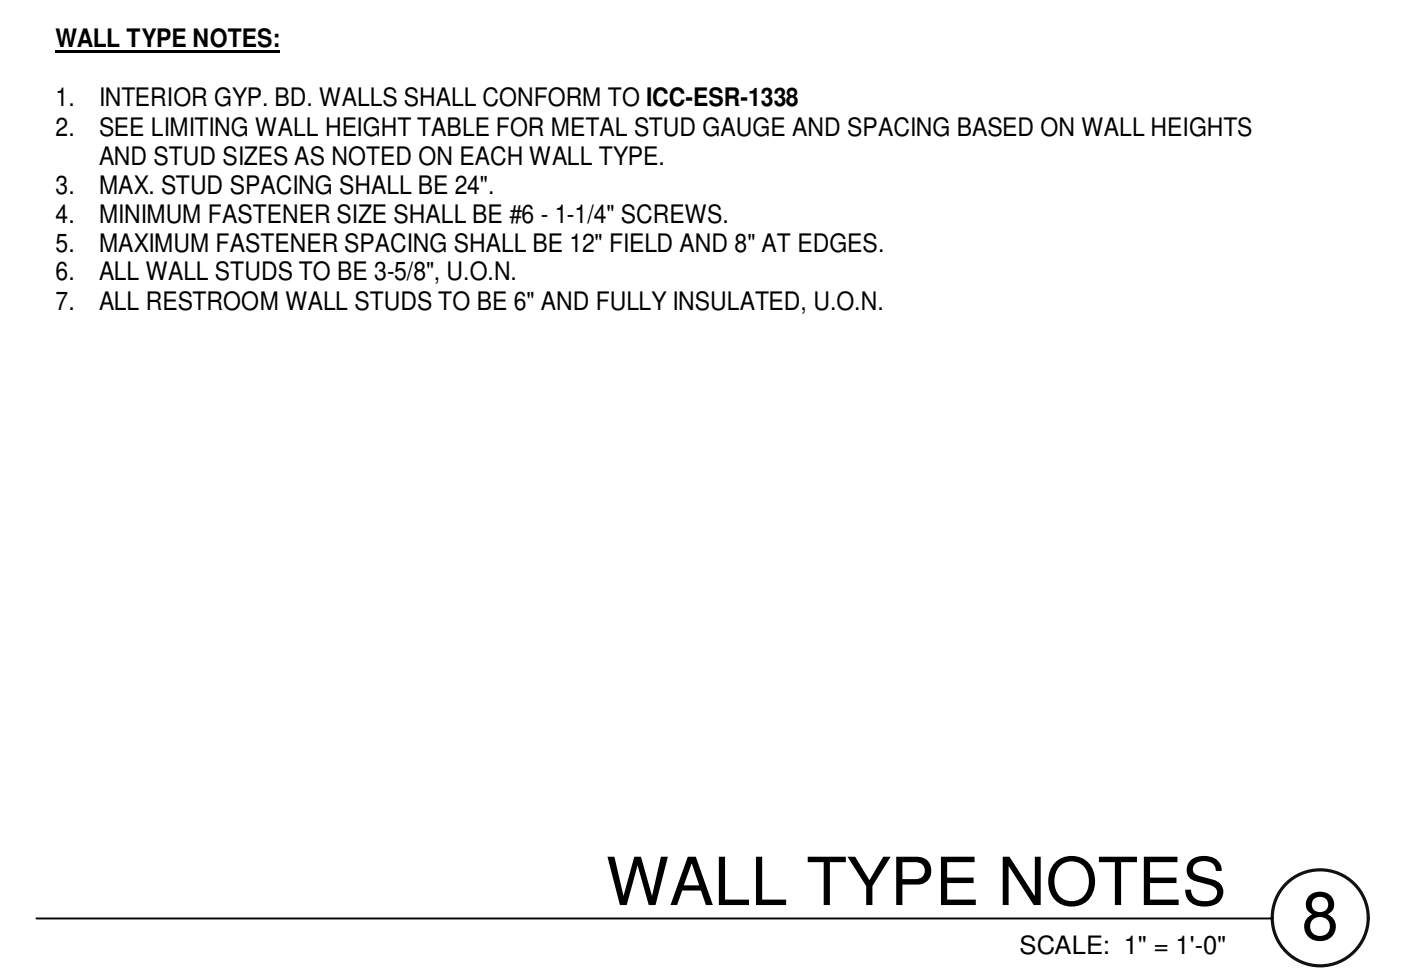 WALL TYPE NOTES:
1. INTERIOR GYP. BD. WALLS SHALL CONFORM TO ICC-ESR-1338
2. SEE LIMITING WALL HEIGHT TABLE FOR METAL STUD GAUGE AND SPACING BASED ON WALL HEIGHTS
AND STUD SIZES AS NOTED ON EACH WALL TYPE.
3. MAX. STUD SPACING SHALL BE 24".
4. MINIMUM FASTENER SIZE SHALL BE #6 - 1-1/4" SCREWS.
5. MAXIMUM FASTENER SPACING SHALL BE 12" FIELD AND 8" AT EDGES.
6. ALL WALL STUDS TO BE 3-5/8", U.O.N.
7. ALL RESTROOM WALL STUDS TO BE 6" AND FULLY INSULATED, U.O.N.
WALL TYPE NOTES
8
SCALE: 1" = 1'-0"